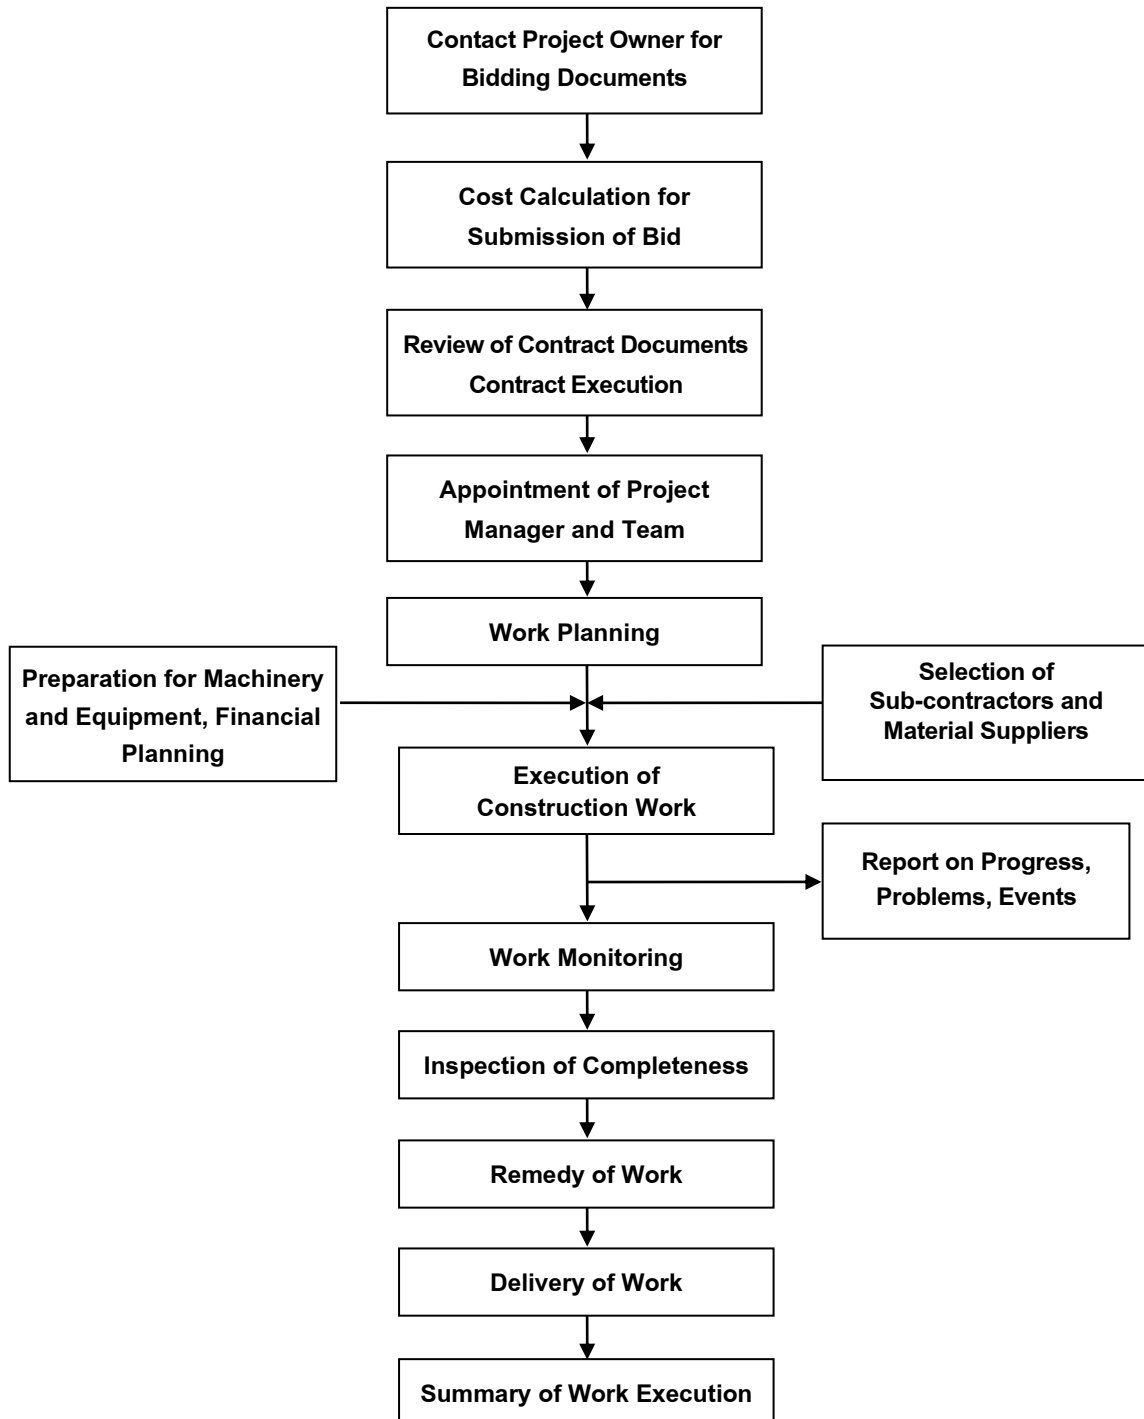 Contact Project Owner for
Bidding Documents
Cost Calculation for
Submission of Bid
Review of Contract Documents
Contract Execution
Appointment of Project
Manager and Team
Work Planning
Preparation for Machinery
and Equipment, Financial
Planning
Selection of
Sub-contractors and
Material Suppliers
Execution of
Construction Work
Report on Progress,
Problems, Events
Work Monitoring
Inspection of Completeness
Remedy of Work
Delivery of Work
Summary of Work Execution